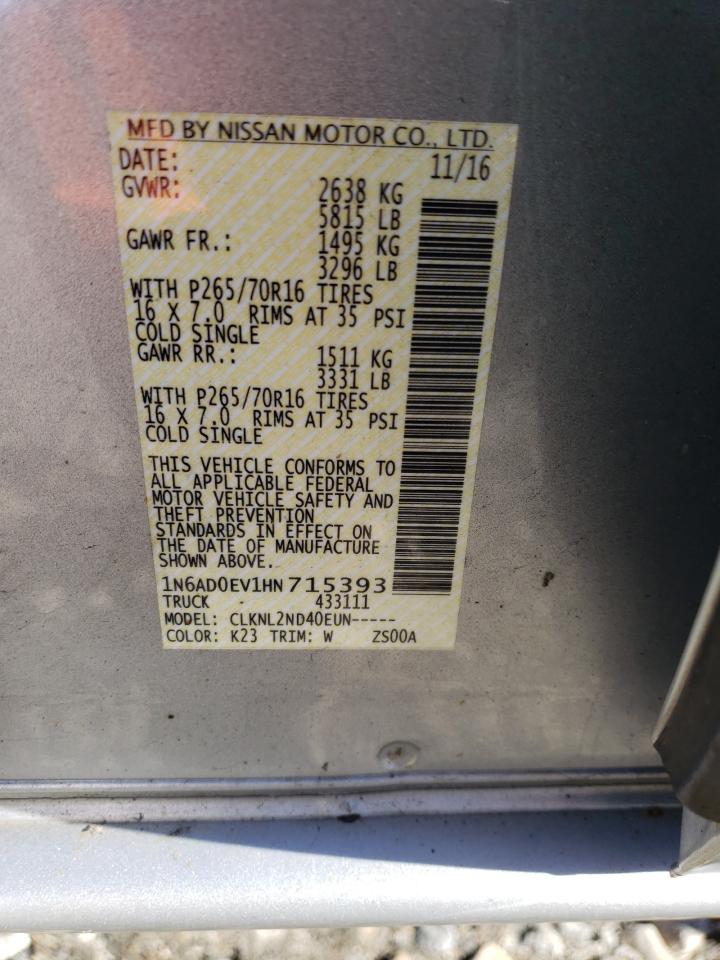 MFD BY NISSAN MOTOR CO., LTD.
DATE: 11/16
GVWR: 2638 KG
5815 LB
GAWR FR.: 1495 KG
3296 LB
WITH P265/70R16 TIRES
16 X 7.0 RIMS AT 35 PSI
COLD SINGLE
GAWR RR.: 1511 KG
3331 LB
WITH P265/70R16 TIRES
16 X 7.0 RIMS AT 35 PSI
COLD SINGLE
THIS VEHICLE CONFORMS TO
ALL APPLICABLE FEDERAL
MOTOR VEHICLE SAFETY AND
THEFT PREVENTION
STANDARDS IN EFFECT ON
THE DATE OF MANUFACTURE
SHOWN ABOVE.
1N6AD0EV1HN715393
TRUCK 433111
MODEL: CLKNL2ND40EUN-----
COLOR: K23 TRIM: W ZS00A